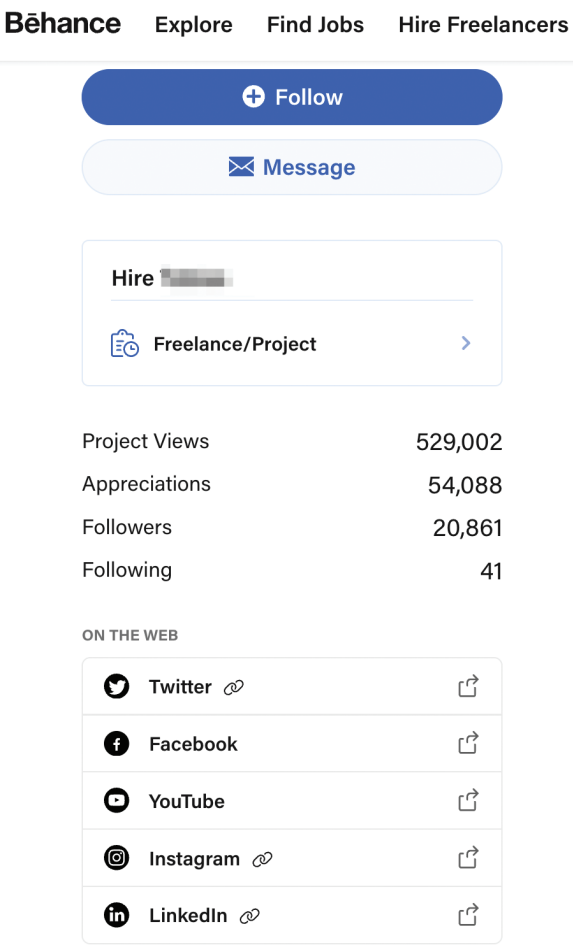 Bēhance Explore Find Jobs Hire Freelancers
Follow
Message
Hire
Freelance/Project
Project Views 529,002
Appreciations 54,088
Followers 20,861
Following 41
ON THE WEB
Twitter
Facebook
YouTube
Instagram
LinkedIn